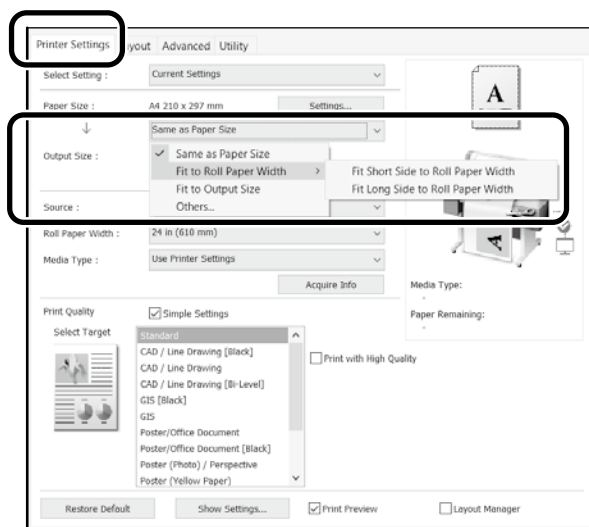 Printer Settings yout Advanced Utility
Select Setting : Current Settings
Paper Size : A4 210 x 297 mm Settings...
Same as Paper Size
Output Size :
Same as Paper Size
Fit to Roll Paper Width Fit Short Side to Roll Paper Width
Fit to Output Size Fit Long Side to Roll Paper Width
Others...
Source :
Roll Paper Width : 24 in (610 mm)
Media Type : Use Printer Settings
Acquire Info Media Type:
-
Print Quality Simple Settings Paper Remaining:
-
Select Target Standard
CAD / Line Drawing [Black] Print with High Quality
CAD / Line Drawing
CAD / Line Drawing [Bi-Level]
GIS [Black]
GIS
Poster/Office Document
Poster/Office Document [Black]
Poster (Photo) / Perspective
Poster (Yellow Paper)
Restore Default Show Settings... Print Preview Layout Manager
A
A